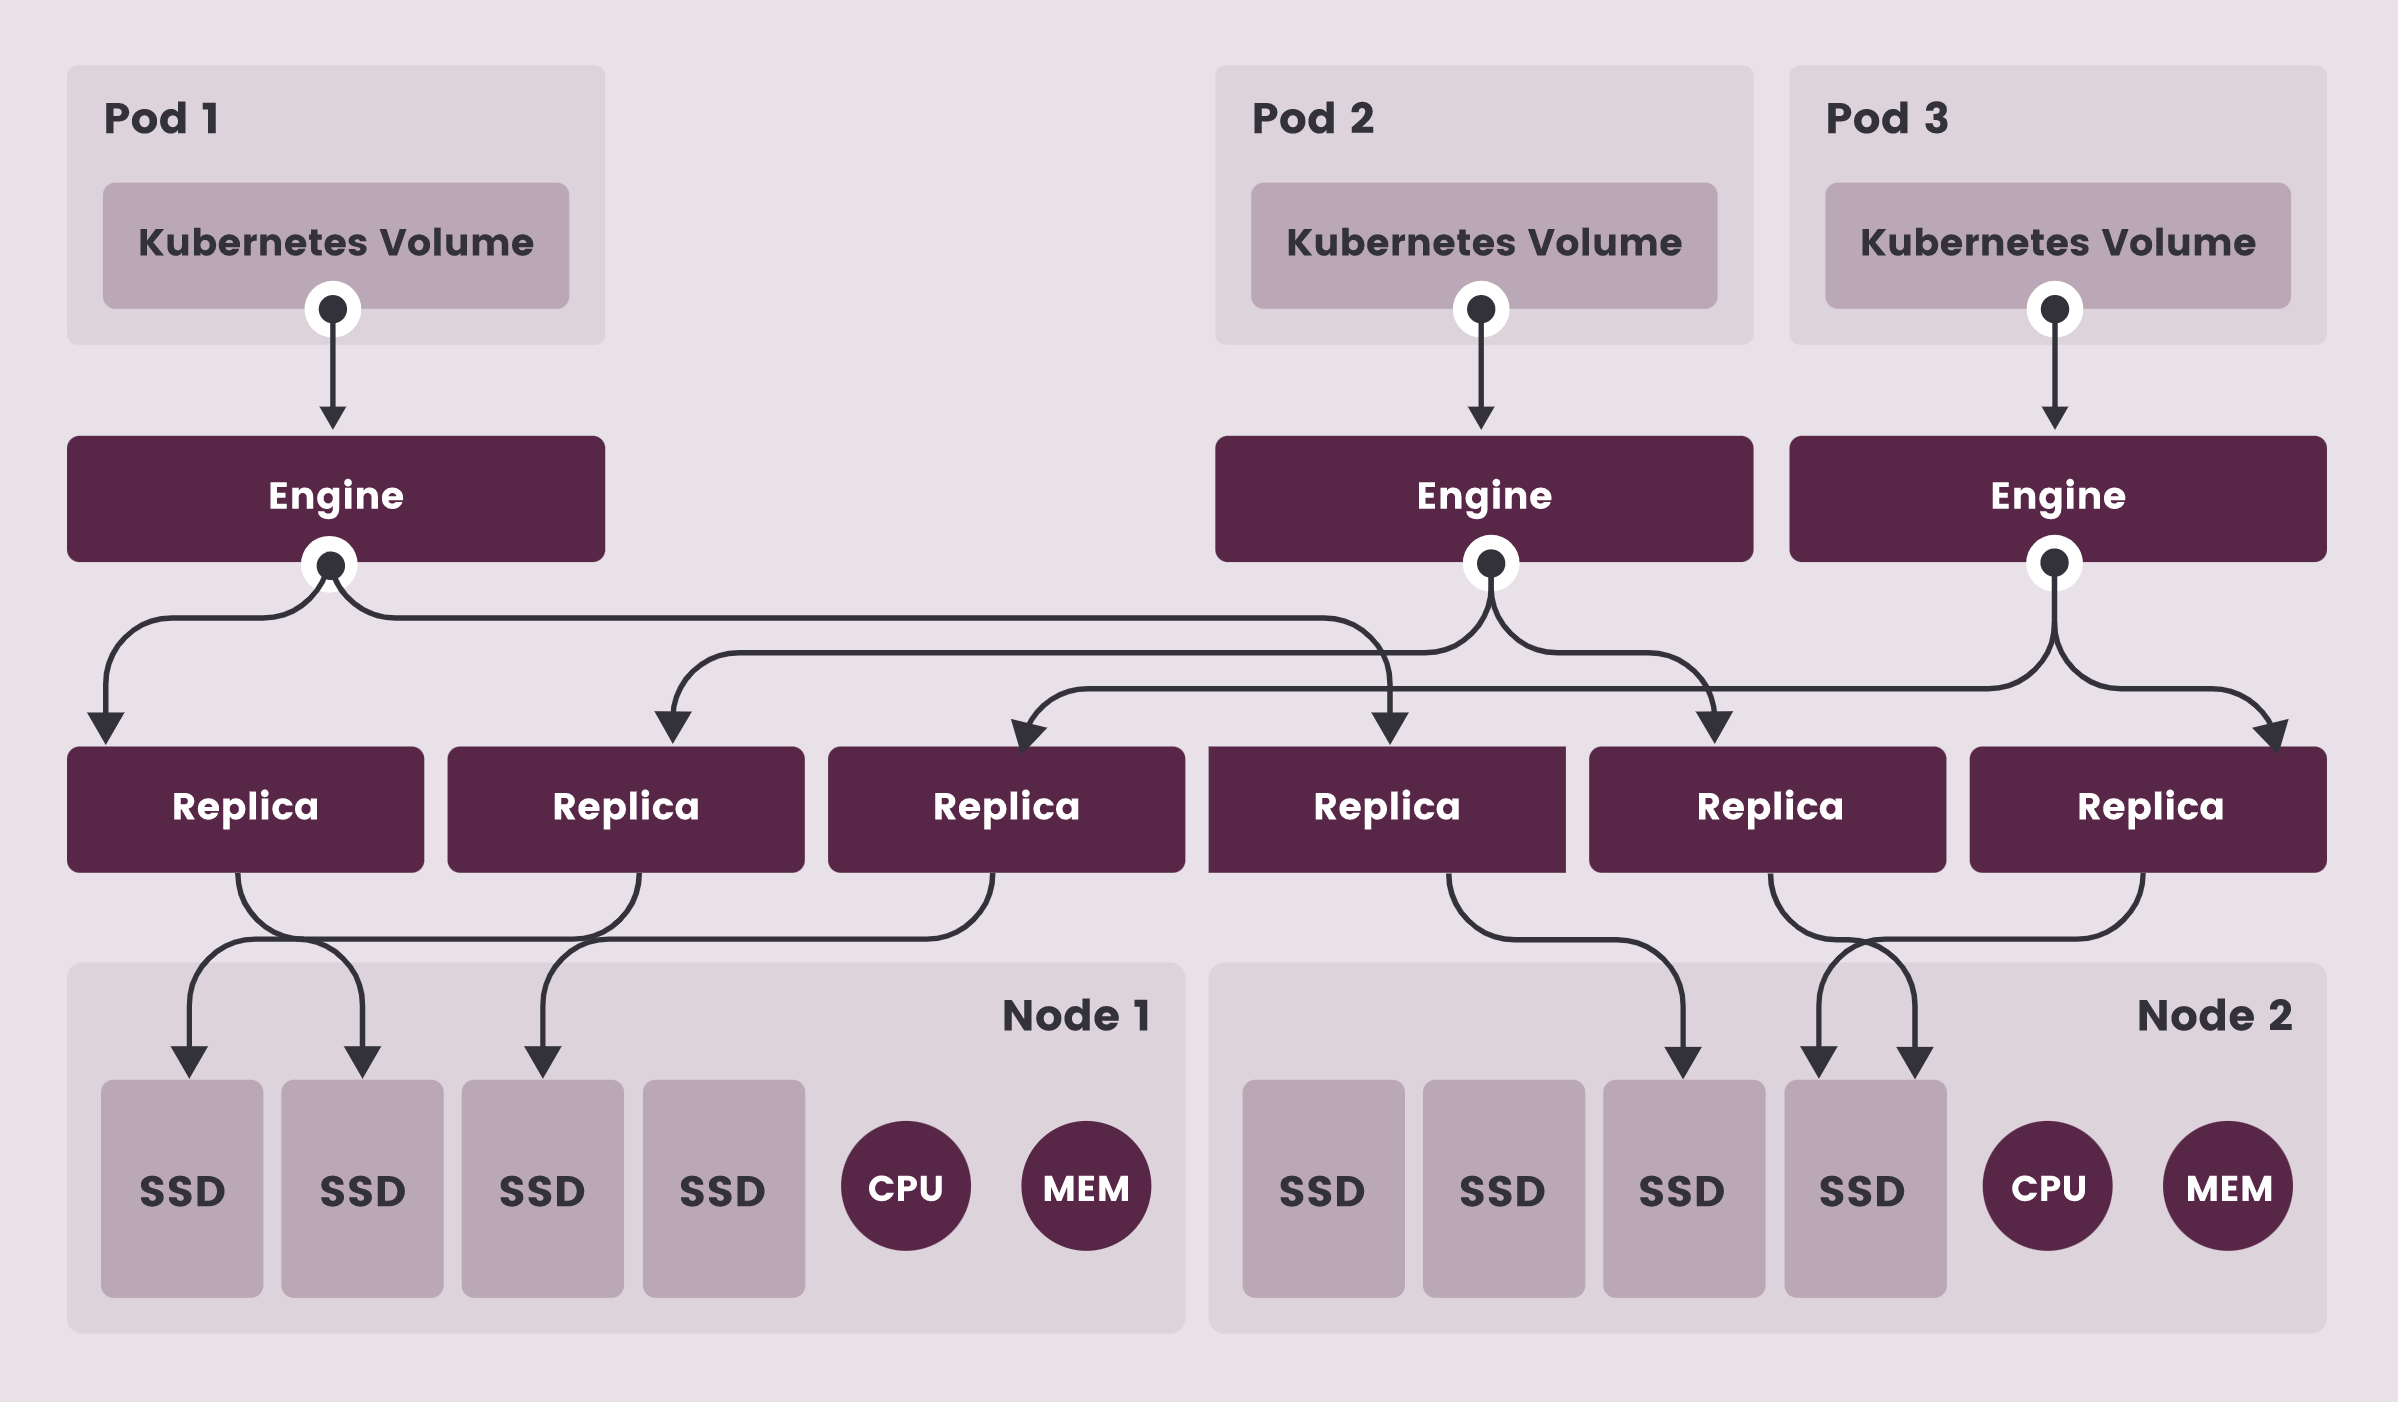 Pod 1
Pod 2
Pod 3
Kubernetes Volume
Kubernetes Volume
Kubernetes Volume
Engine
Engine
Engine
Replica
Replica
Replica
Replica
Replica
Replica
Node 1
Node 2
SSD
SSD
SSD
SSD
CPU
MEM
SSD
SSD
SSD
SSD
CPU
MEM